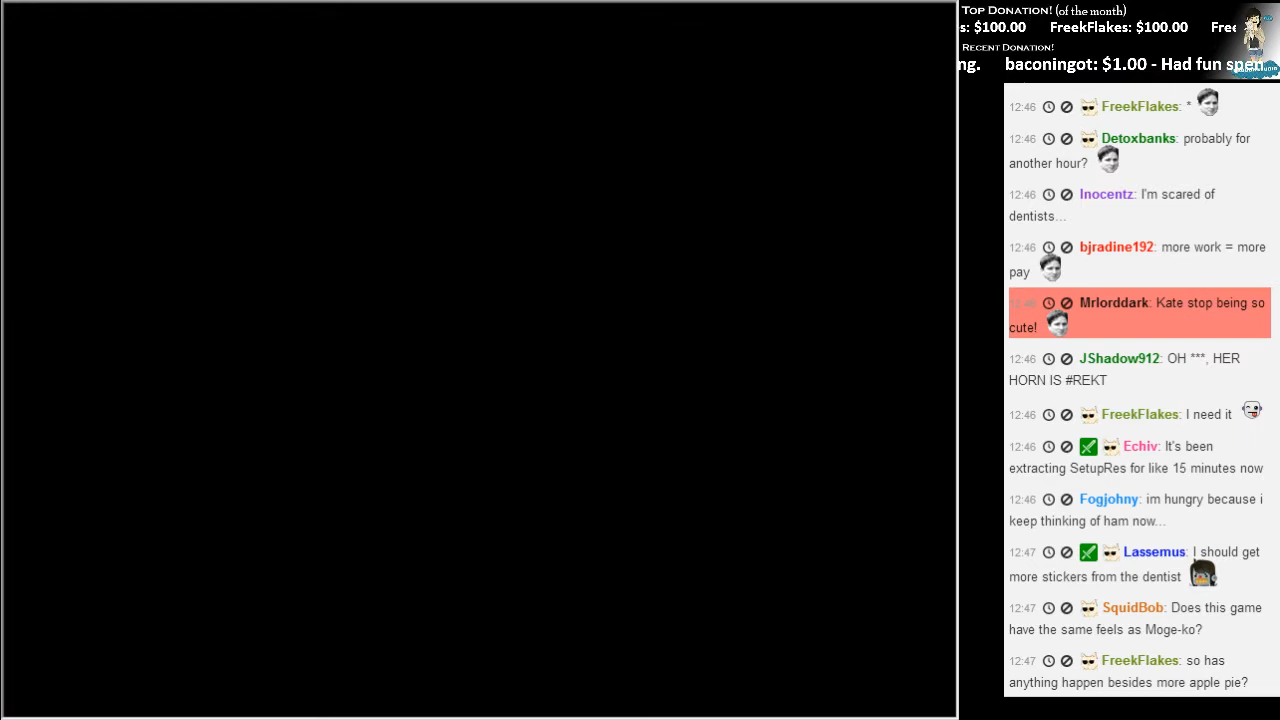 TOP DONATION! (of the month)
s: $100.00 FreekFlakes: $100.00 Free
RECENT DONATION!
ng. baconingot: $1.00 - Had fun spen
12:46 FreekFlakes: *
12:46 Detoxbanks: probably for
another hour?
12:46 Inocentz: I'm scared of
dentists...
12:46 bjradine192: more work = more
pay
12:46 Mrlorddark: Kate stop being so
cute!
12:46 JShadow912: OH ***, HER
HORN IS #REKT
12:46 FreekFlakes: I need it
12:46 Echiv: It's been
extracting SetupRes for like 15 minutes now
12:46 Fogjohny: im hungry because i
keep thinking of ham now...
12:47 Lassemus: I should get
more stickers from the dentist
12:47 SquidBob: Does this game
have the same feels as Moge-ko?
12:47 FreekFlakes: so has
anything happen besides more apple pie?